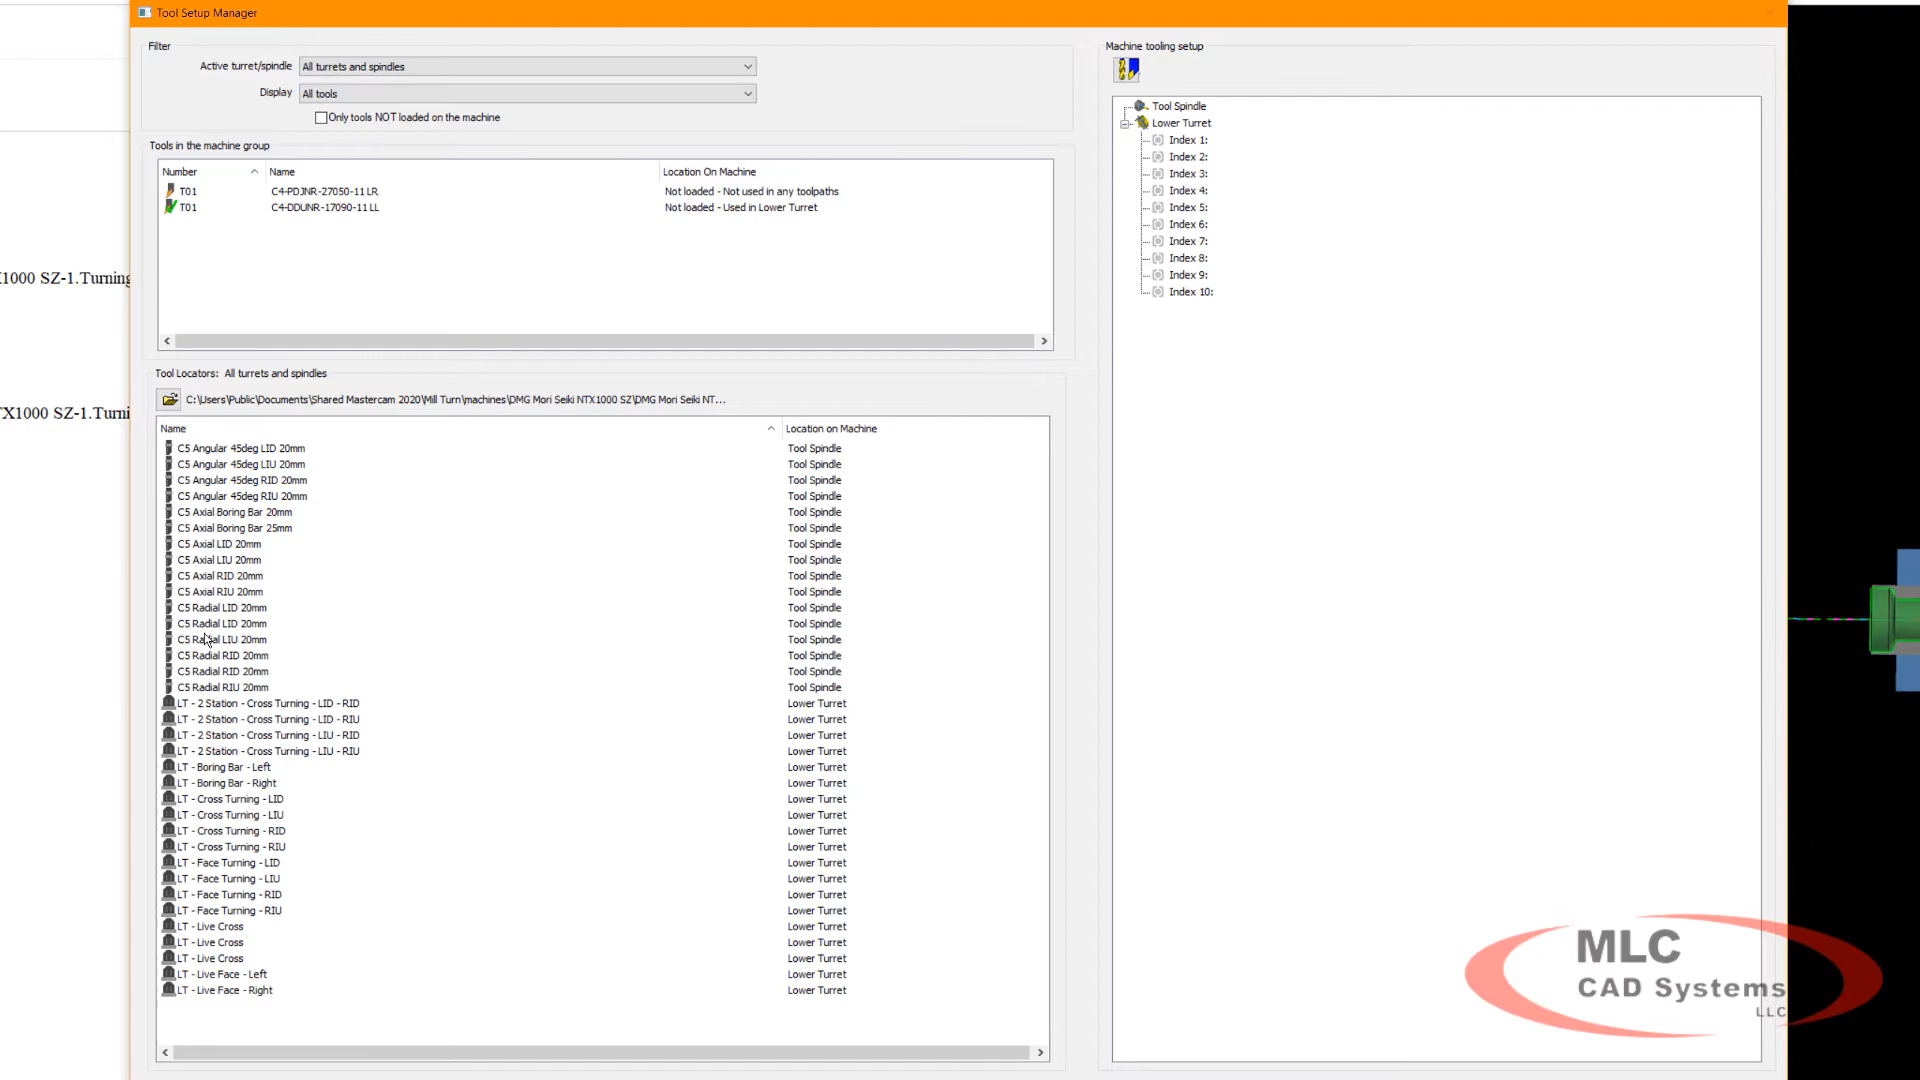 Tool Setup Manager
Filter
Active turret/spindle All turrets and spindles
Display All tools
Only tools NOT loaded on the machine
Tools in the machine group
Number Name Location On Machine
T01 C4-PDJNR-27050-11 LR Not loaded - Not used in any toolpaths
T01 C4-DDUNR-17090-11 LL Not loaded - Used in Lower Turret
Tool Locators: All turrets and spindles
C:\Users\Public\Documents\Shared Mastercam 2020\Mill Turn\machines\DMG Mori Seiki NTX1000 SZ\DMG Mori Seiki NT...
Name Location on Machine
C5 Angular 45deg LID 20mm Tool Spindle
C5 Angular 45deg LIU 20mm Tool Spindle
C5 Angular 45deg RID 20mm Tool Spindle
C5 Angular 45deg RIU 20mm Tool Spindle
C5 Axial Boring Bar 20mm Tool Spindle
C5 Axial Boring Bar 25mm Tool Spindle
C5 Axial LID 20mm Tool Spindle
C5 Axial LIU 20mm Tool Spindle
C5 Axial RID 20mm Tool Spindle
C5 Axial RIU 20mm Tool Spindle
C5 Radial LID 20mm Tool Spindle
C5 Radial LID 20mm Tool Spindle
C5 Radial LIU 20mm Tool Spindle
C5 Radial RID 20mm Tool Spindle
C5 Radial RID 20mm Tool Spindle
C5 Radial RIU 20mm Tool Spindle
LT - 2 Station - Cross Turning - LID - RID Lower Turret
LT - 2 Station - Cross Turning - LID - RIU Lower Turret
LT - 2 Station - Cross Turning - LIU - RID Lower Turret
LT - 2 Station - Cross Turning - LIU - RIU Lower Turret
LT - Boring Bar - Left Lower Turret
LT - Boring Bar - Right Lower Turret
LT - Cross Turning - LID Lower Turret
LT - Cross Turning - LIU Lower Turret
LT - Cross Turning - RID Lower Turret
LT - Cross Turning - RIU Lower Turret
LT - Face Turning - LID Lower Turret
LT - Face Turning - LIU Lower Turret
LT - Face Turning - RID Lower Turret
LT - Face Turning - RIU Lower Turret
LT - Live Cross Lower Turret
LT - Live Cross Lower Turret
LT - Live Cross Lower Turret
LT - Live Face - Left Lower Turret
LT - Live Face - Right Lower Turret
Machine tooling setup
Tool Spindle
Lower Turret
Index 1:
Index 2:
Index 3:
Index 4:
Index 5:
Index 6:
Index 7:
Index 8:
Index 9:
Index 10:
X1000 SZ-1.Turning
TX1000 SZ-1.Turni
MLC
CAD Systems
LLC